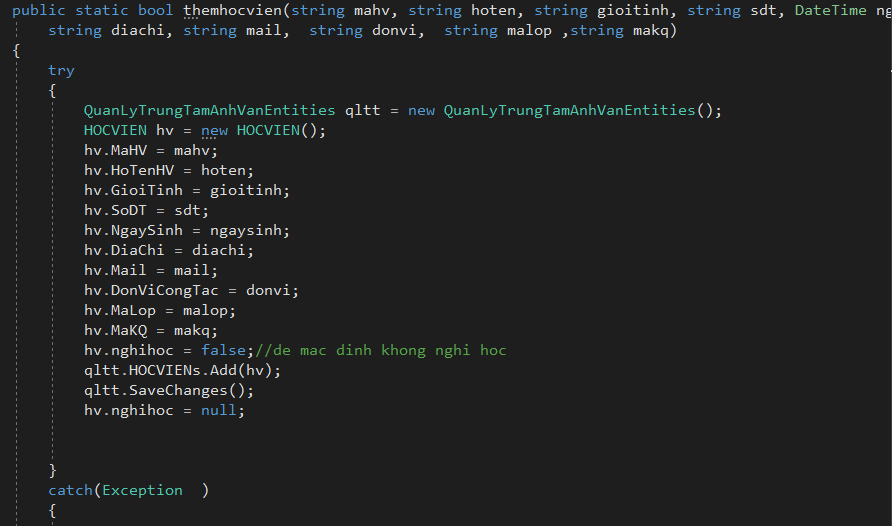 public static bool themhocvien(string mahv, string hoten, string gioitinh, string sdt, DateTime ng
string diachi, string mail,  string donvi,  string malop ,string makq)
{
try
{
QuanLyTrungTamAnhVanEntities qltt = new QuanLyTrungTamAnhVanEntities();
HOCVIEN hv = new HOCVIEN();
hv.MaHV = mahv;
hv.HoTenHV = hoten;
hv.GioiTinh = gioitinh;
hv.SoDT = sdt;
hv.NgaySinh = ngaysinh;
hv.DiaChi = diachi;
hv.Mail = mail;
hv.DonViCongTac = donvi;
hv.MaLop = malop;
hv.MaKQ = makq;
hv.nghihoc = false;//de mac dinh khong nghi hoc
qltt.HOCVIENs.Add(hv);
qltt.SaveChanges();
hv.nghihoc = null;
}
catch(Exception  )
{